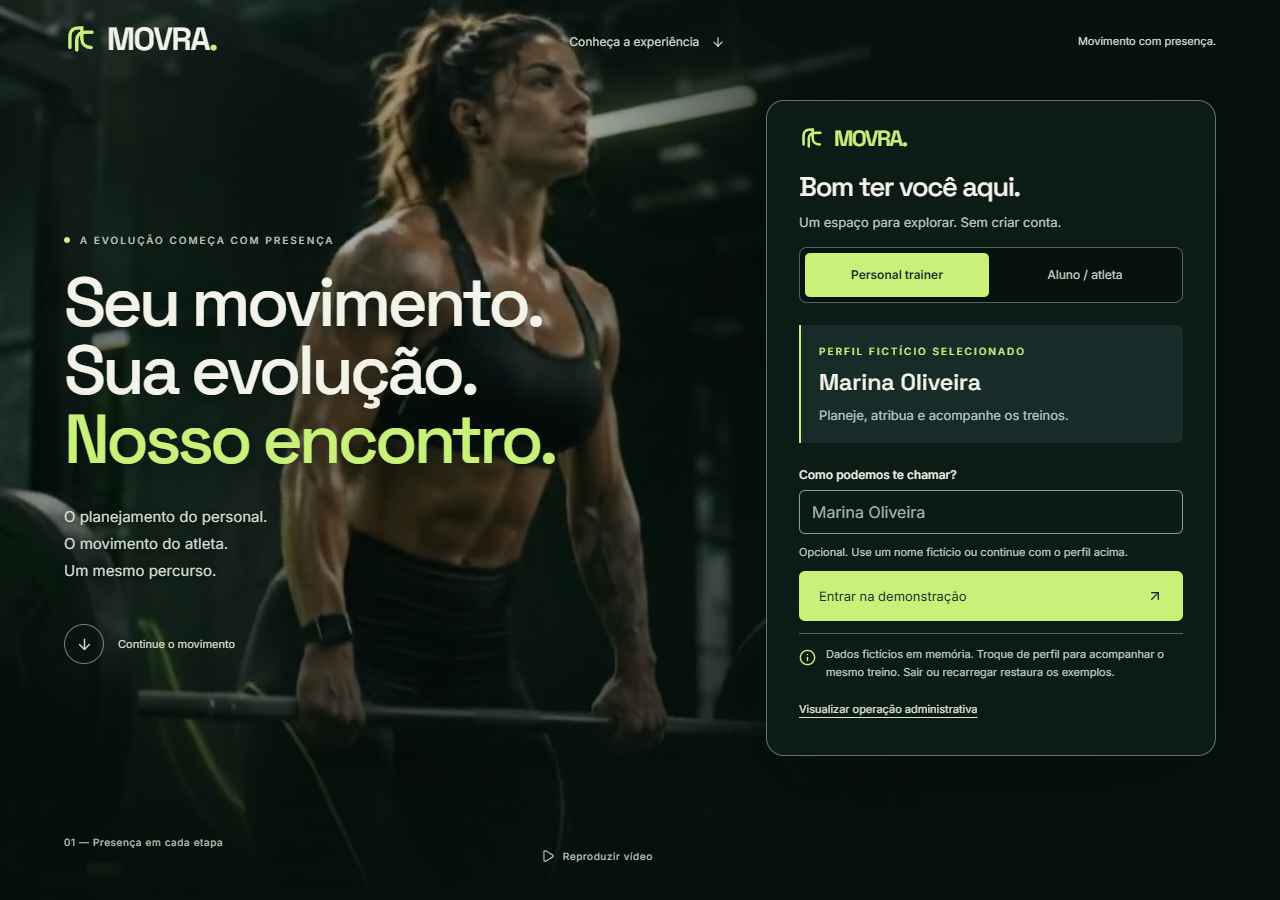 MOVRA.
Conheça a experiência
Movimento com presença.
A EVOLUÇÃO COMEÇA COM PRESENÇA
Seu movimento.
Sua evolução.
Nosso encontro.
O planejamento do personal.
O movimento do atleta.
Um mesmo percurso.
Continue o movimento
01 — Presença em cada etapa
Reproduzir vídeo
MOVRA.
Bom ter você aqui.
Um espaço para explorar. Sem criar conta.
Personal trainer
Aluno / atleta
PERFIL FICTÍCIO SELECIONADO
Marina Oliveira
Planeje, atribua e acompanhe os treinos.
Como podemos te chamar?
Marina Oliveira
Opcional. Use um nome fictício ou continue com o perfil acima.
Entrar na demonstração
Dados fictícios em memória. Troque de perfil para acompanhar o
mesmo treino. Sair ou recarregar restaura os exemplos.
Visualizar operação administrativa